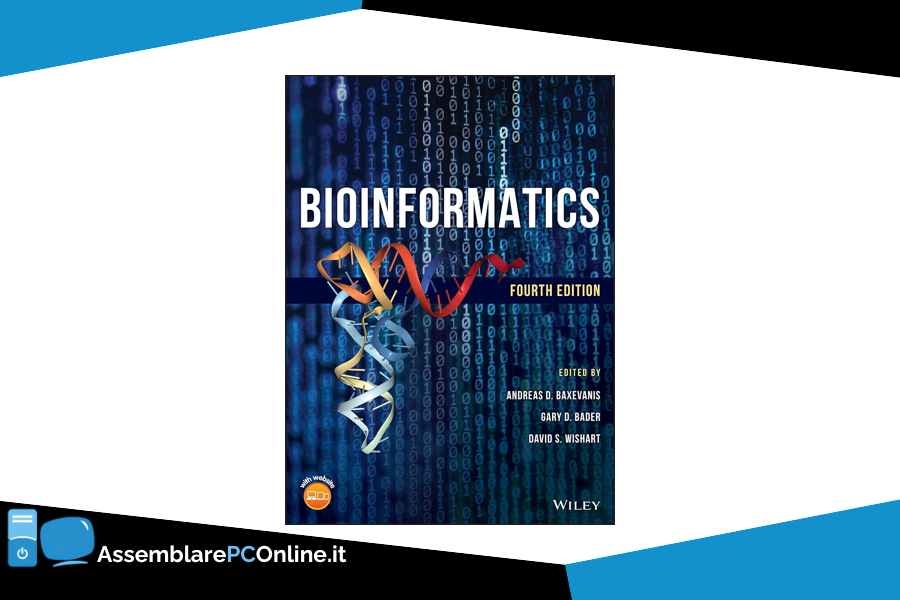 BIOINFORMATICS
FOURTH EDITION
EDITED BY
ANDREAS D. BAXEVANIS
GARY D. BADER
DAVID S. WISHART
with website
WILEY
AssemblarePCOnline.it